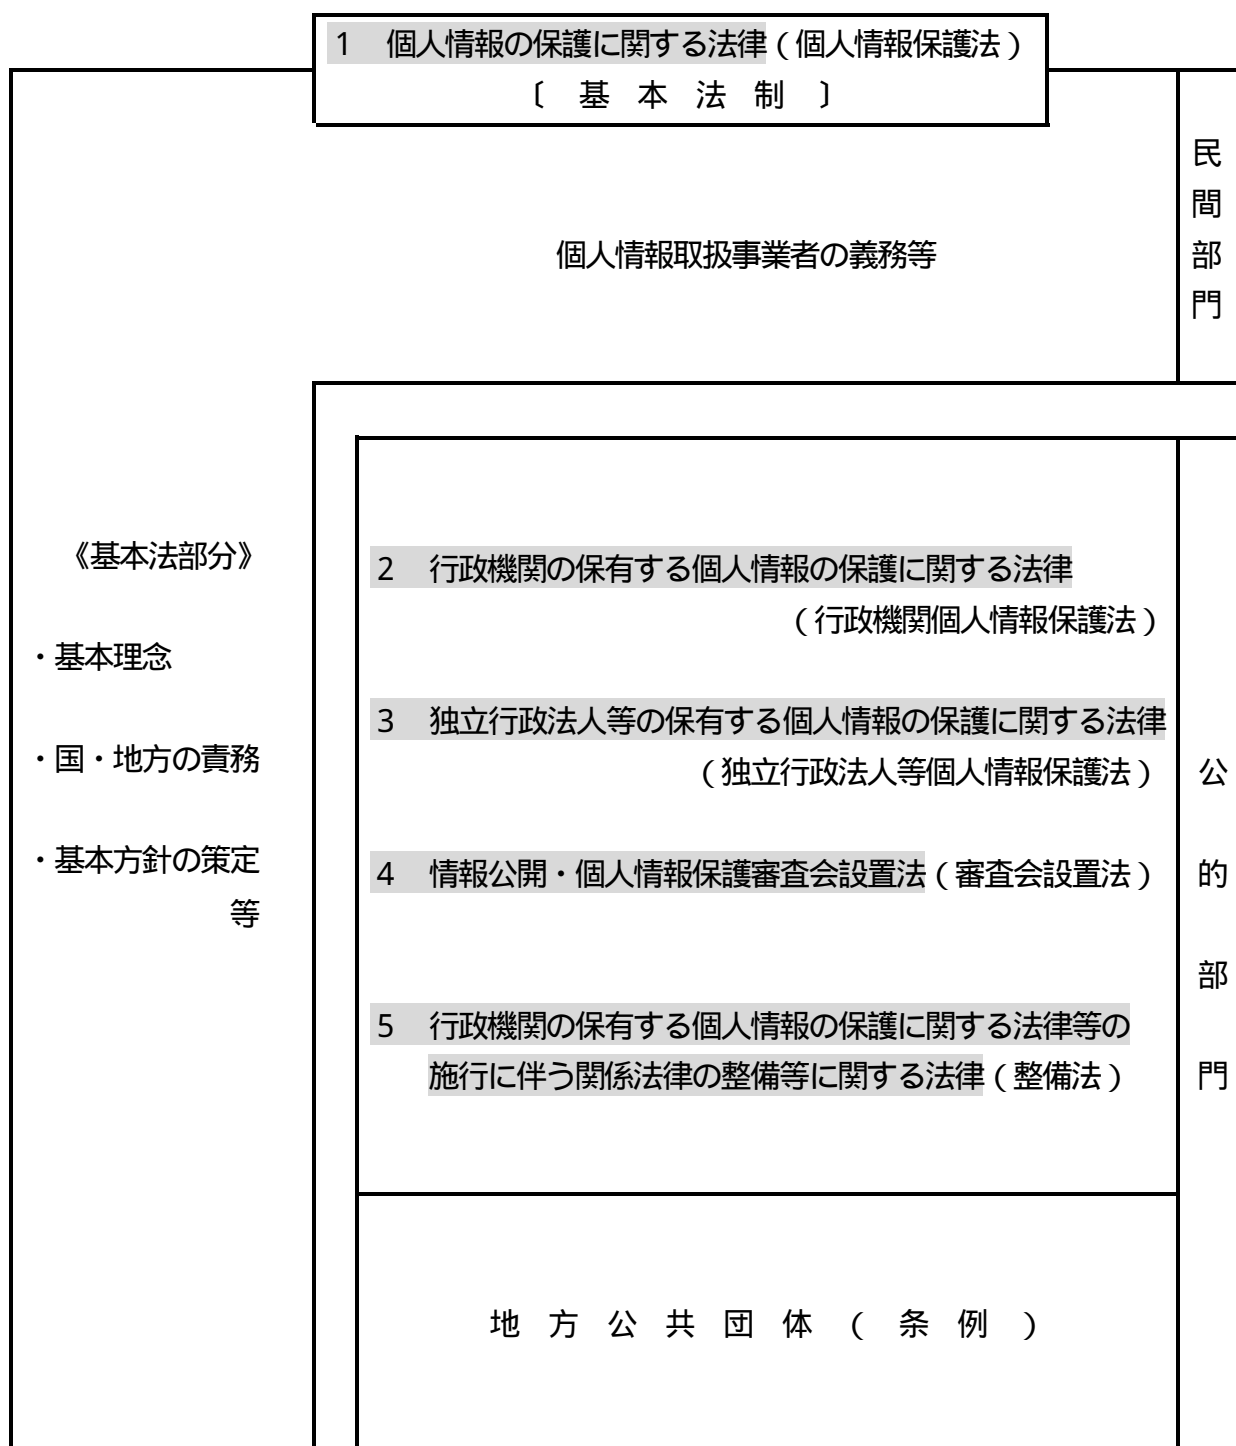 1 個人情報の保護に関する法律(個人情報保護法)
〔基本法制〕
個人情報取扱事業者の義務等
民間部門
《基本法部分》
・基本理念
・国・地方の責務
・基本方針の策定
等
2 行政機関の保有する個人情報の保護に関する法律
(行政機関個人情報保護法)
3 独立行政法人等の保有する個人情報の保護に関する法律
(独立行政法人等個人情報保護法)
4 情報公開・個人情報保護審査会設置法(審査会設置法)
5 行政機関の保有する個人情報の保護に関する法律等の
施行に伴う関係法律の整備等に関する法律(整備法)
公的部門
地方公共団体(条例)